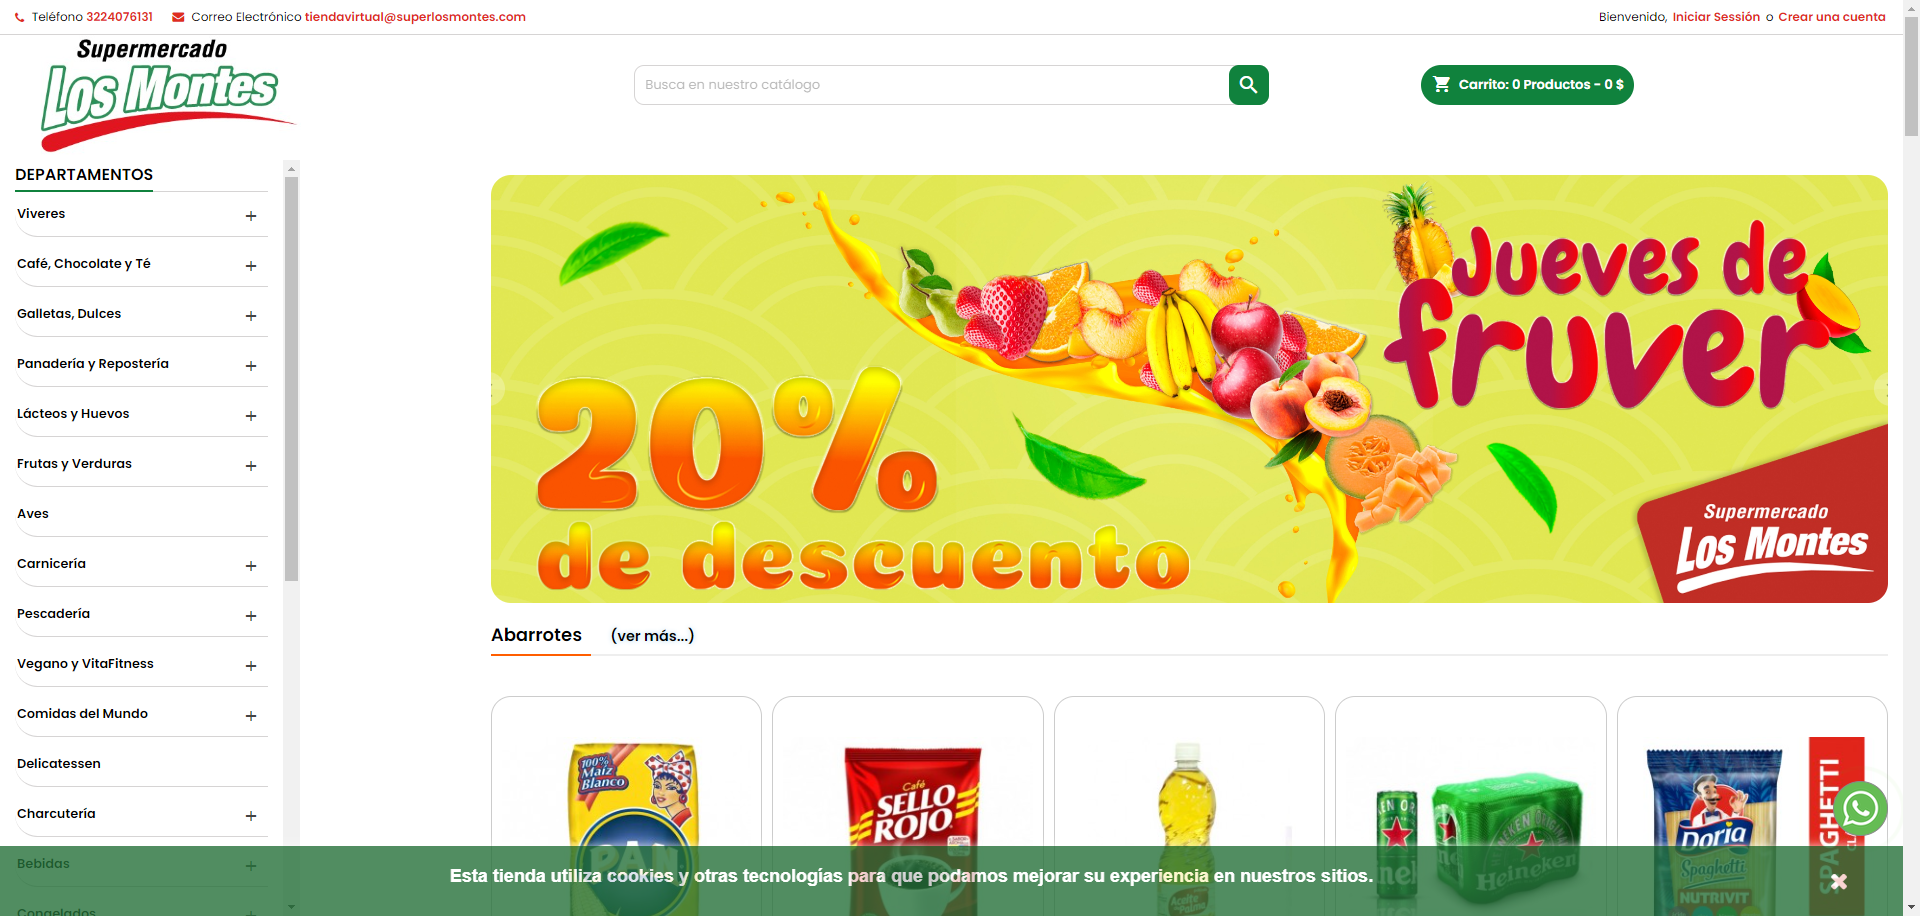 Teléfono 3224076131 Correo Electrónico tiendavirtual@superlosmontes.com
Bienvenido, Iniciar Sessión o Crear una cuenta
Supermercado
Los Montes
Busca en nuestro catálogo
Carrito: 0 Productos - 0 $
DEPARTAMENTOS
Viveres
Café, Chocolate y Té
Galletas, Dulces
Panadería y Repostería
Lácteos y Huevos
Frutas y Verduras
Aves
Carnicería
Pescadería
Vegano y VitaFitness
Comidas del Mundo
Delicatessen
Charcutería
Bebidas
Congelados
Jueves de
fruver
20%
de descuento
Supermercado
Los Montes
Abarrotes (ver más...)
100%
Maíz
Blanco
PAN
Café
SELLO
ROJO
Aceite
de Palma
Heineken
Doria
Spaghetti
NUTRIVIT
SPAGHETTI
Esta tienda utiliza cookies y otras tecnologías para que podamos mejorar su experiencia en nuestros sitios.